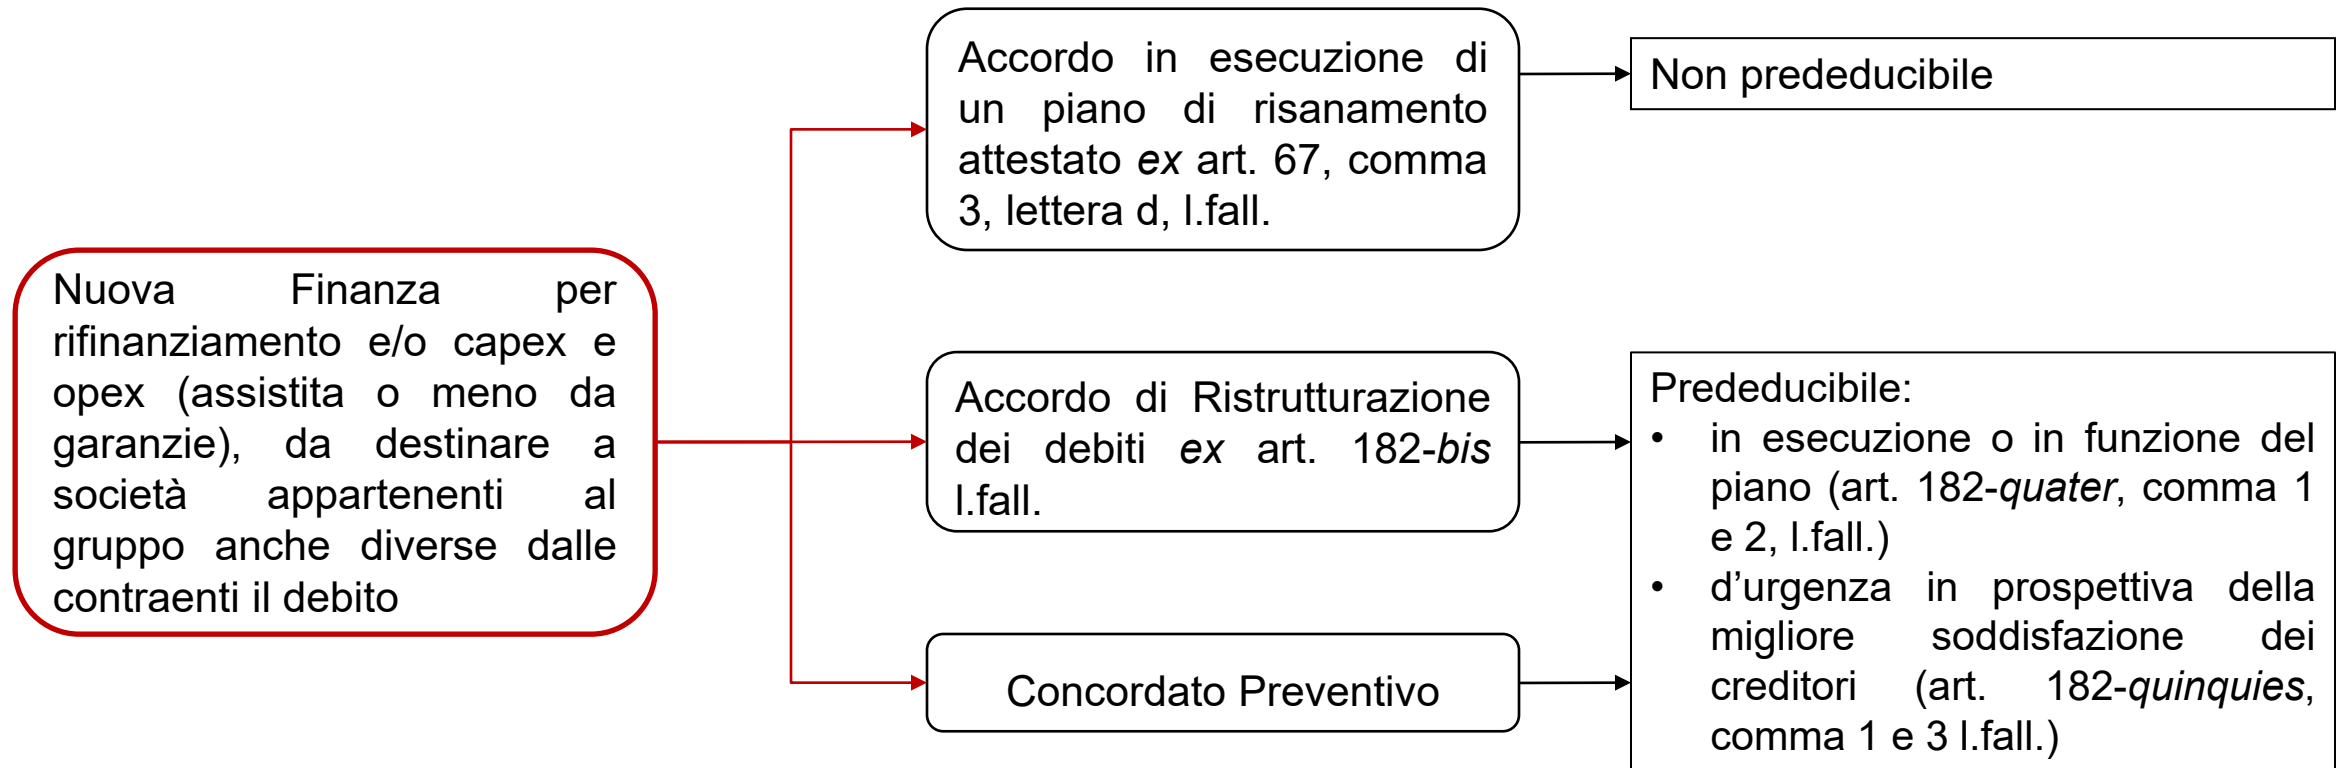 Nuova Finanza per
rifinanziamento e/o capex e
opex (assistita o meno da
garanzie), da destinare a
società appartenenti al
gruppo anche diverse dalle
contraenti il debito
Accordo in esecuzione di
un piano di risanamento
attestato ex art. 67, comma
3, lettera d, l.fall.
Non prededucibile
Accordo di Ristrutturazione
dei debiti ex art. 182-bis
l.fall.
Concordato Preventivo
Prededucibile:
• in esecuzione o in funzione del
piano (art. 182-quater, comma 1
e 2, l.fall.)
• d’urgenza in prospettiva della
migliore soddisfazione dei
creditori (art. 182-quinquies,
comma 1 e 3 l.fall.)